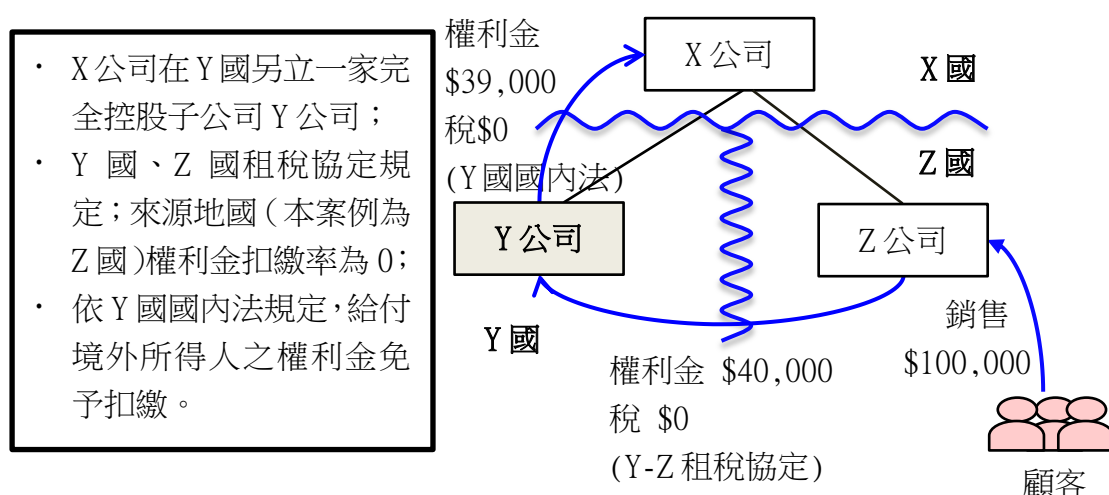 · X公司在Y國另立一家完
全控股子公司Y公司；
· Y 國、Z 國租稅協定規
定；來源地國(本案例為
Z國)權利金扣繳率為0；
· 依Y國國內法規定，給付
境外所得人之權利金免
予扣繳。
權利金
$39,000
稅$0
(Y國國內法)
X公司
X國
Z國
Y公司
Z公司
Y國
權利金 $40,000
稅 $0
(Y-Z租稅協定)
銷售
$100,000
顧客